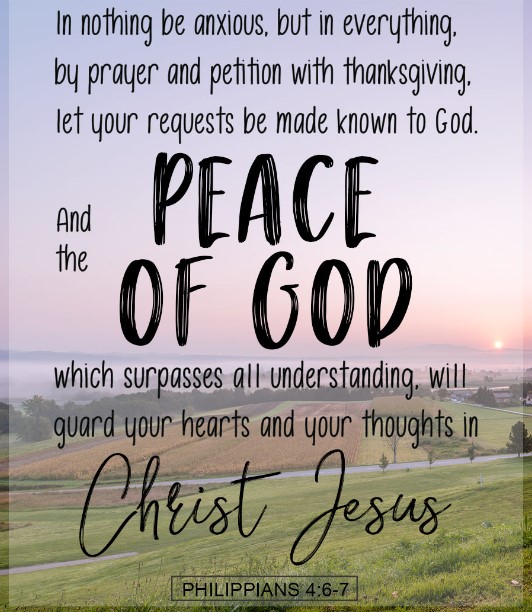 In nothing be anxious, but in everything,
by prayer and petition with thanksgiving,
let your requests be made known to God.
And the
PEACE
OF GOD
which surpasses all understanding, will
guard your hearts and your thoughts in
Christ Jesus
PHILIPPIANS 4:6-7